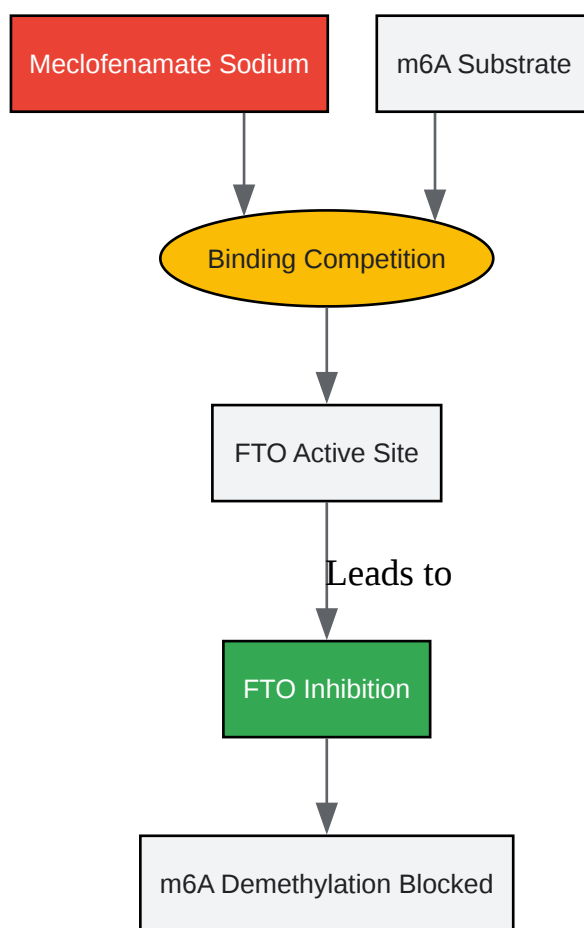 Meclofenamate Sodium
m6A Substrate
Binding Competition
FTO Active Site
Leads to
FTO Inhibition
m6A Demethylation Blocked